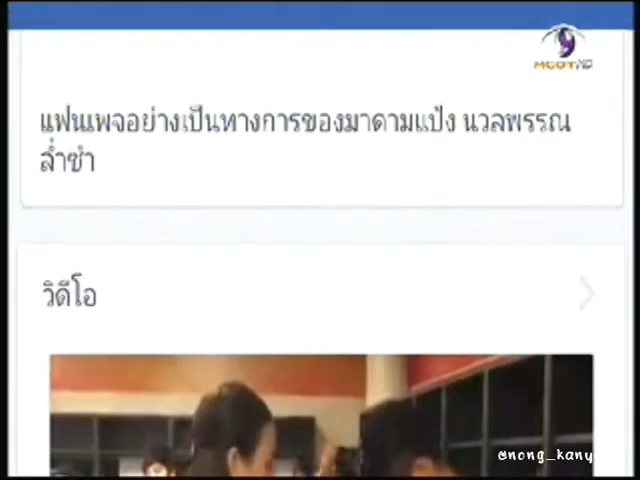 MCOT HD
แฟนเพจอย่างเป็นทางการของมาดามแป้ง นวลพรรณ
ล่ำซำ
วิดีโอ
@nong_kany